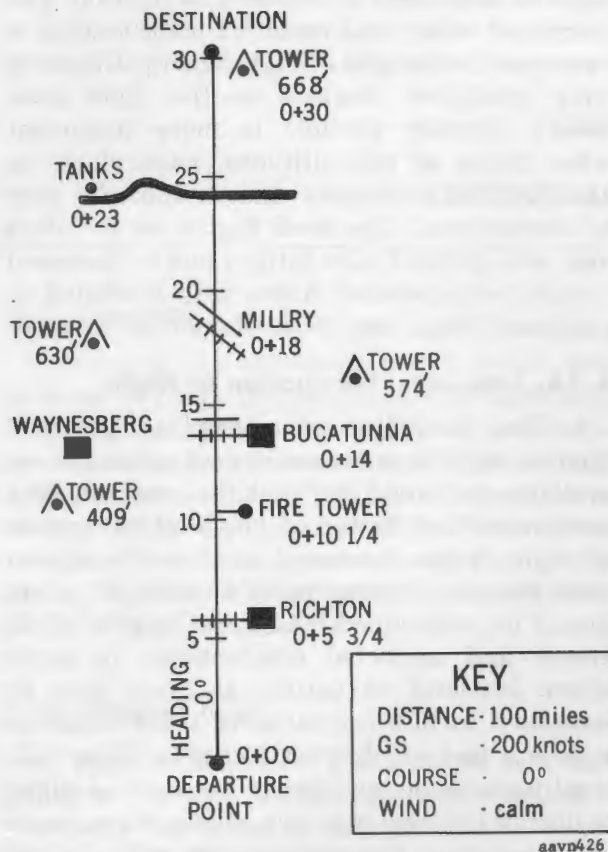 DESTINATION
30
TOWER
668′
0+30
TANKS
25
0+23
20
MILLRY
0+18
TOWER
630′
TOWER
574′
15
WAYNESBERG
BUCATUNNA
0+14
TOWER
409′
10
FIRE TOWER
0+10 1/4
RICHTON
0+5 3/4
5
HEADING 0°
0+00
DEPARTURE
POINT
KEY
DISTANCE · 100 miles
GS · 200 knots
COURSE · 0°
WIND · calm
aavp426